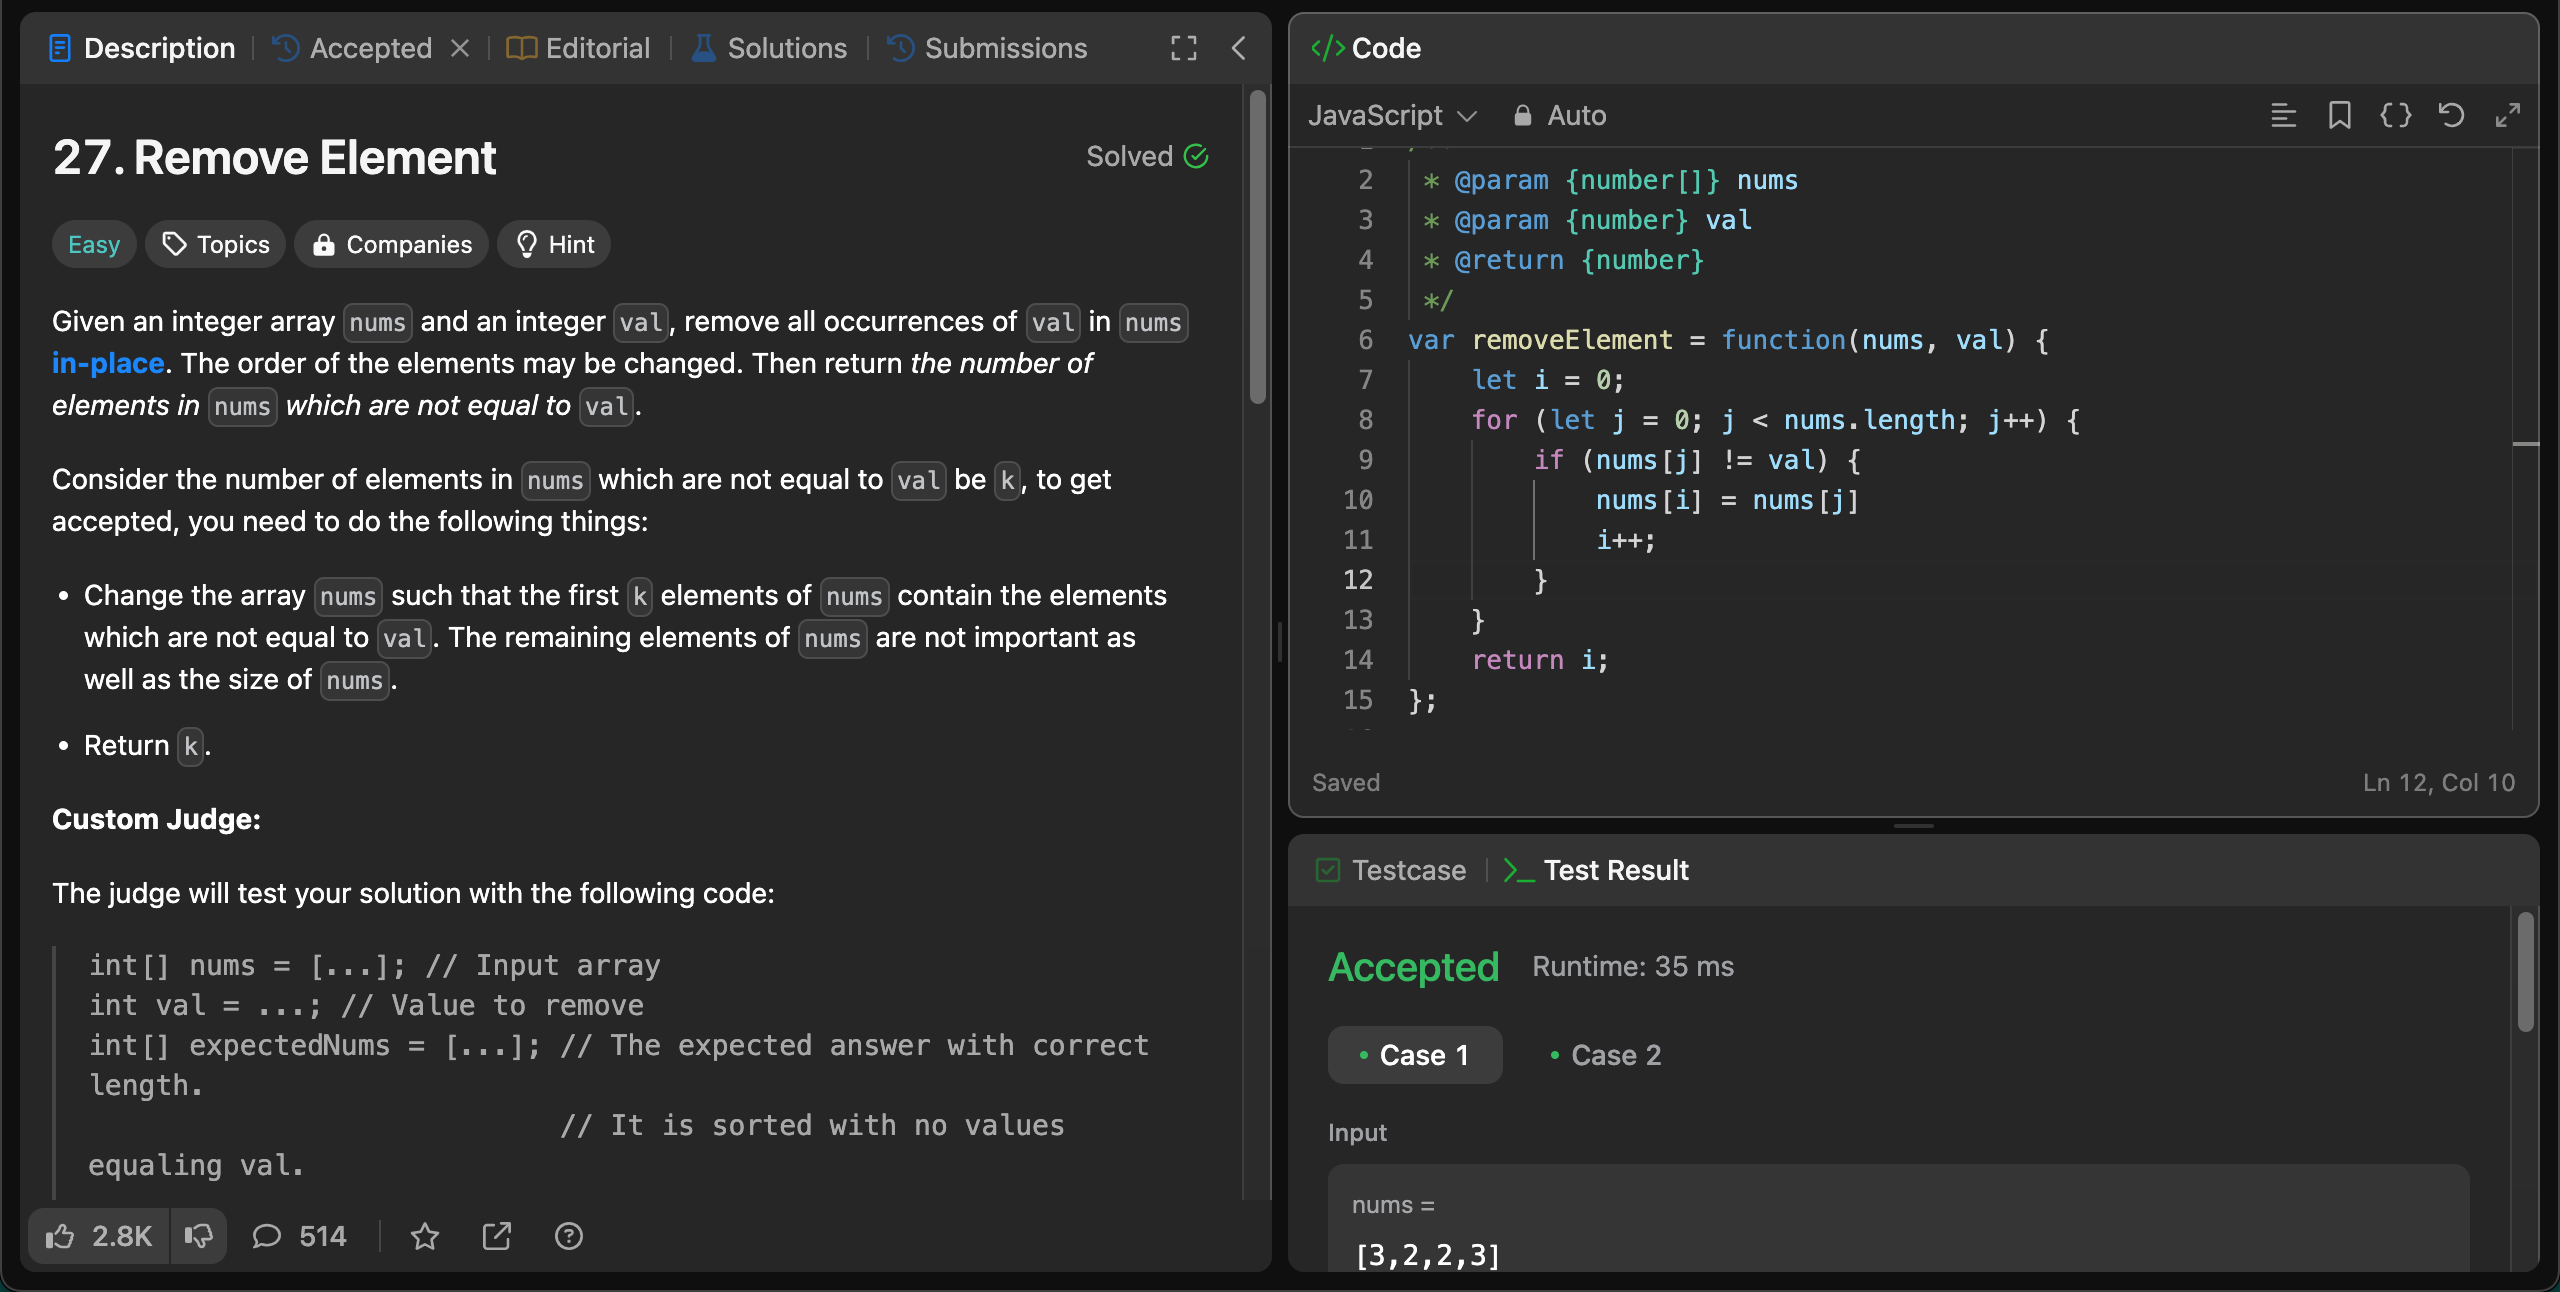 Description
Accepted
Editorial
Solutions
Submissions
27. Remove Element
Solved
Easy
Topics
Companies
Hint
Given an integer array nums and an integer val, remove all occurrences of val in nums
in-place. The order of the elements may be changed. Then return the number of
elements in nums which are not equal to val.
Consider the number of elements in nums which are not equal to val be k, to get
accepted, you need to do the following things:
• Change the array nums such that the first k elements of nums contain the elements
which are not equal to val. The remaining elements of nums are not important as
well as the size of nums.
• Return k.
Custom Judge:
The judge will test your solution with the following code:
int[] nums = [...]; // Input array
int val = ...; // Value to remove
int[] expectedNums = [...]; // The expected answer with correct
length.
// It is sorted with no values
equaling val.
2.8K
514
</> Code
JavaScript
Auto
2 * @param {number[]} nums
3 * @param {number} val
4 * @return {number}
5 */
6 var removeElement = function(nums, val) {
7 let i = 0;
8 for (let j = 0; j < nums.length; j++) {
9 if (nums[j] != val) {
10 nums[i] = nums[j]
11 i++;
12 }
13 }
14 return i;
15 };
Saved
Ln 12, Col 10
Testcase
>_ Test Result
Accepted
Runtime: 35 ms
• Case 1
• Case 2
Input
nums =
[3,2,2,3]